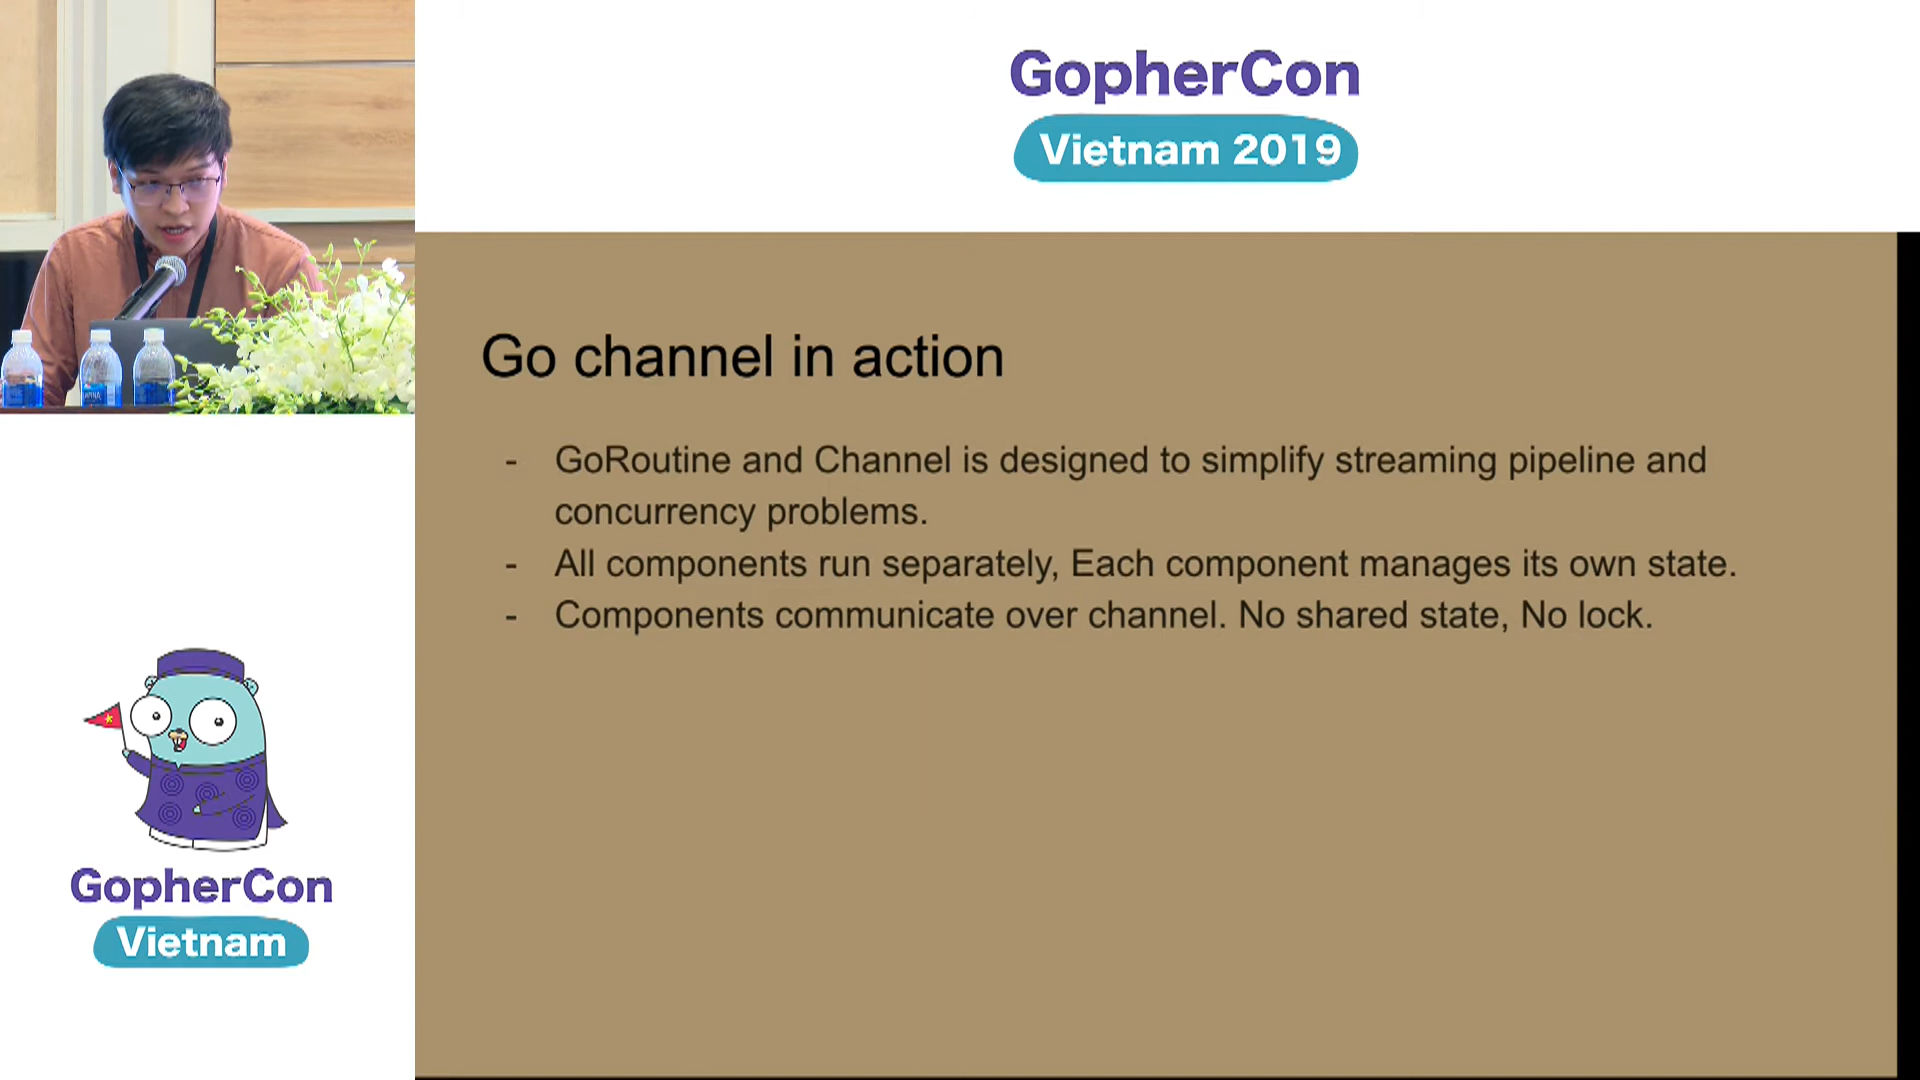 GopherCon
Vietnam 2019
Go channel in action
- GoRoutine and Channel is designed to simplify streaming pipeline and
concurrency problems.
- All components run separately, Each component manages its own state.
- Components communicate over channel. No shared state, No lock.
GopherCon
Vietnam